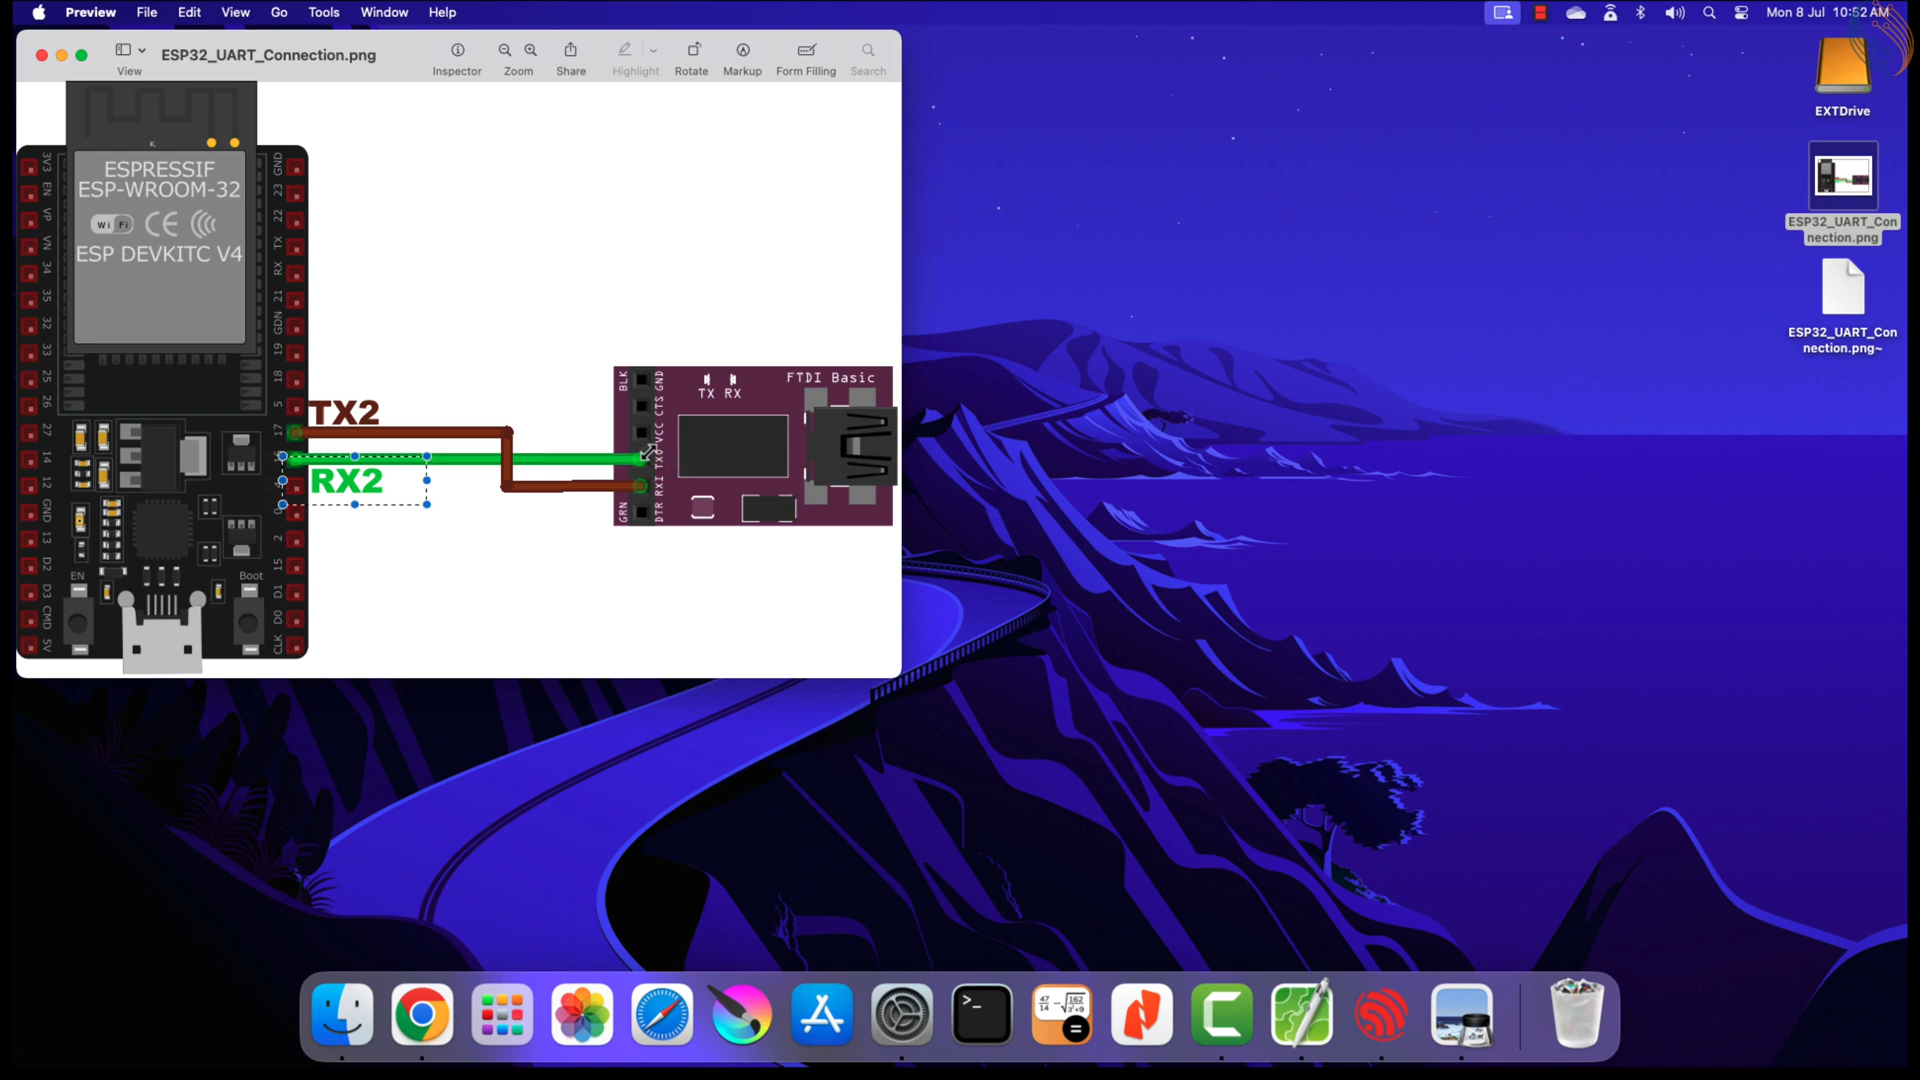 Preview File Edit View Go Tools Window Help
Mon 8 Jul 10:52 AM
ESP32_UART_Connection.png
View
Inspector
Zoom
Share
Highlight
Rotate
Markup
Form Filling
Search
EXTDrive
ESP32_UART_Con
nection.png
ESP32_UART_Con
nection.png~
ESPRESSIF
ESP-WROOM-32
Wi Fi
CE
ESP DEVKITC V4
3V3
EN
VP
VN
34
35
32
33
25
26
27
14
12
GND
13
D2
D3
CMD
5V
GND
23
22
TX
RX
21
GDN
19
18
5
17
4
0
2
15
D1
D0
CLK
EN
Boot
TX2
RX2
FTDI Basic
TX RX
BLK
GRN
GND
CTS
VCC
TXO
RXI
DTR